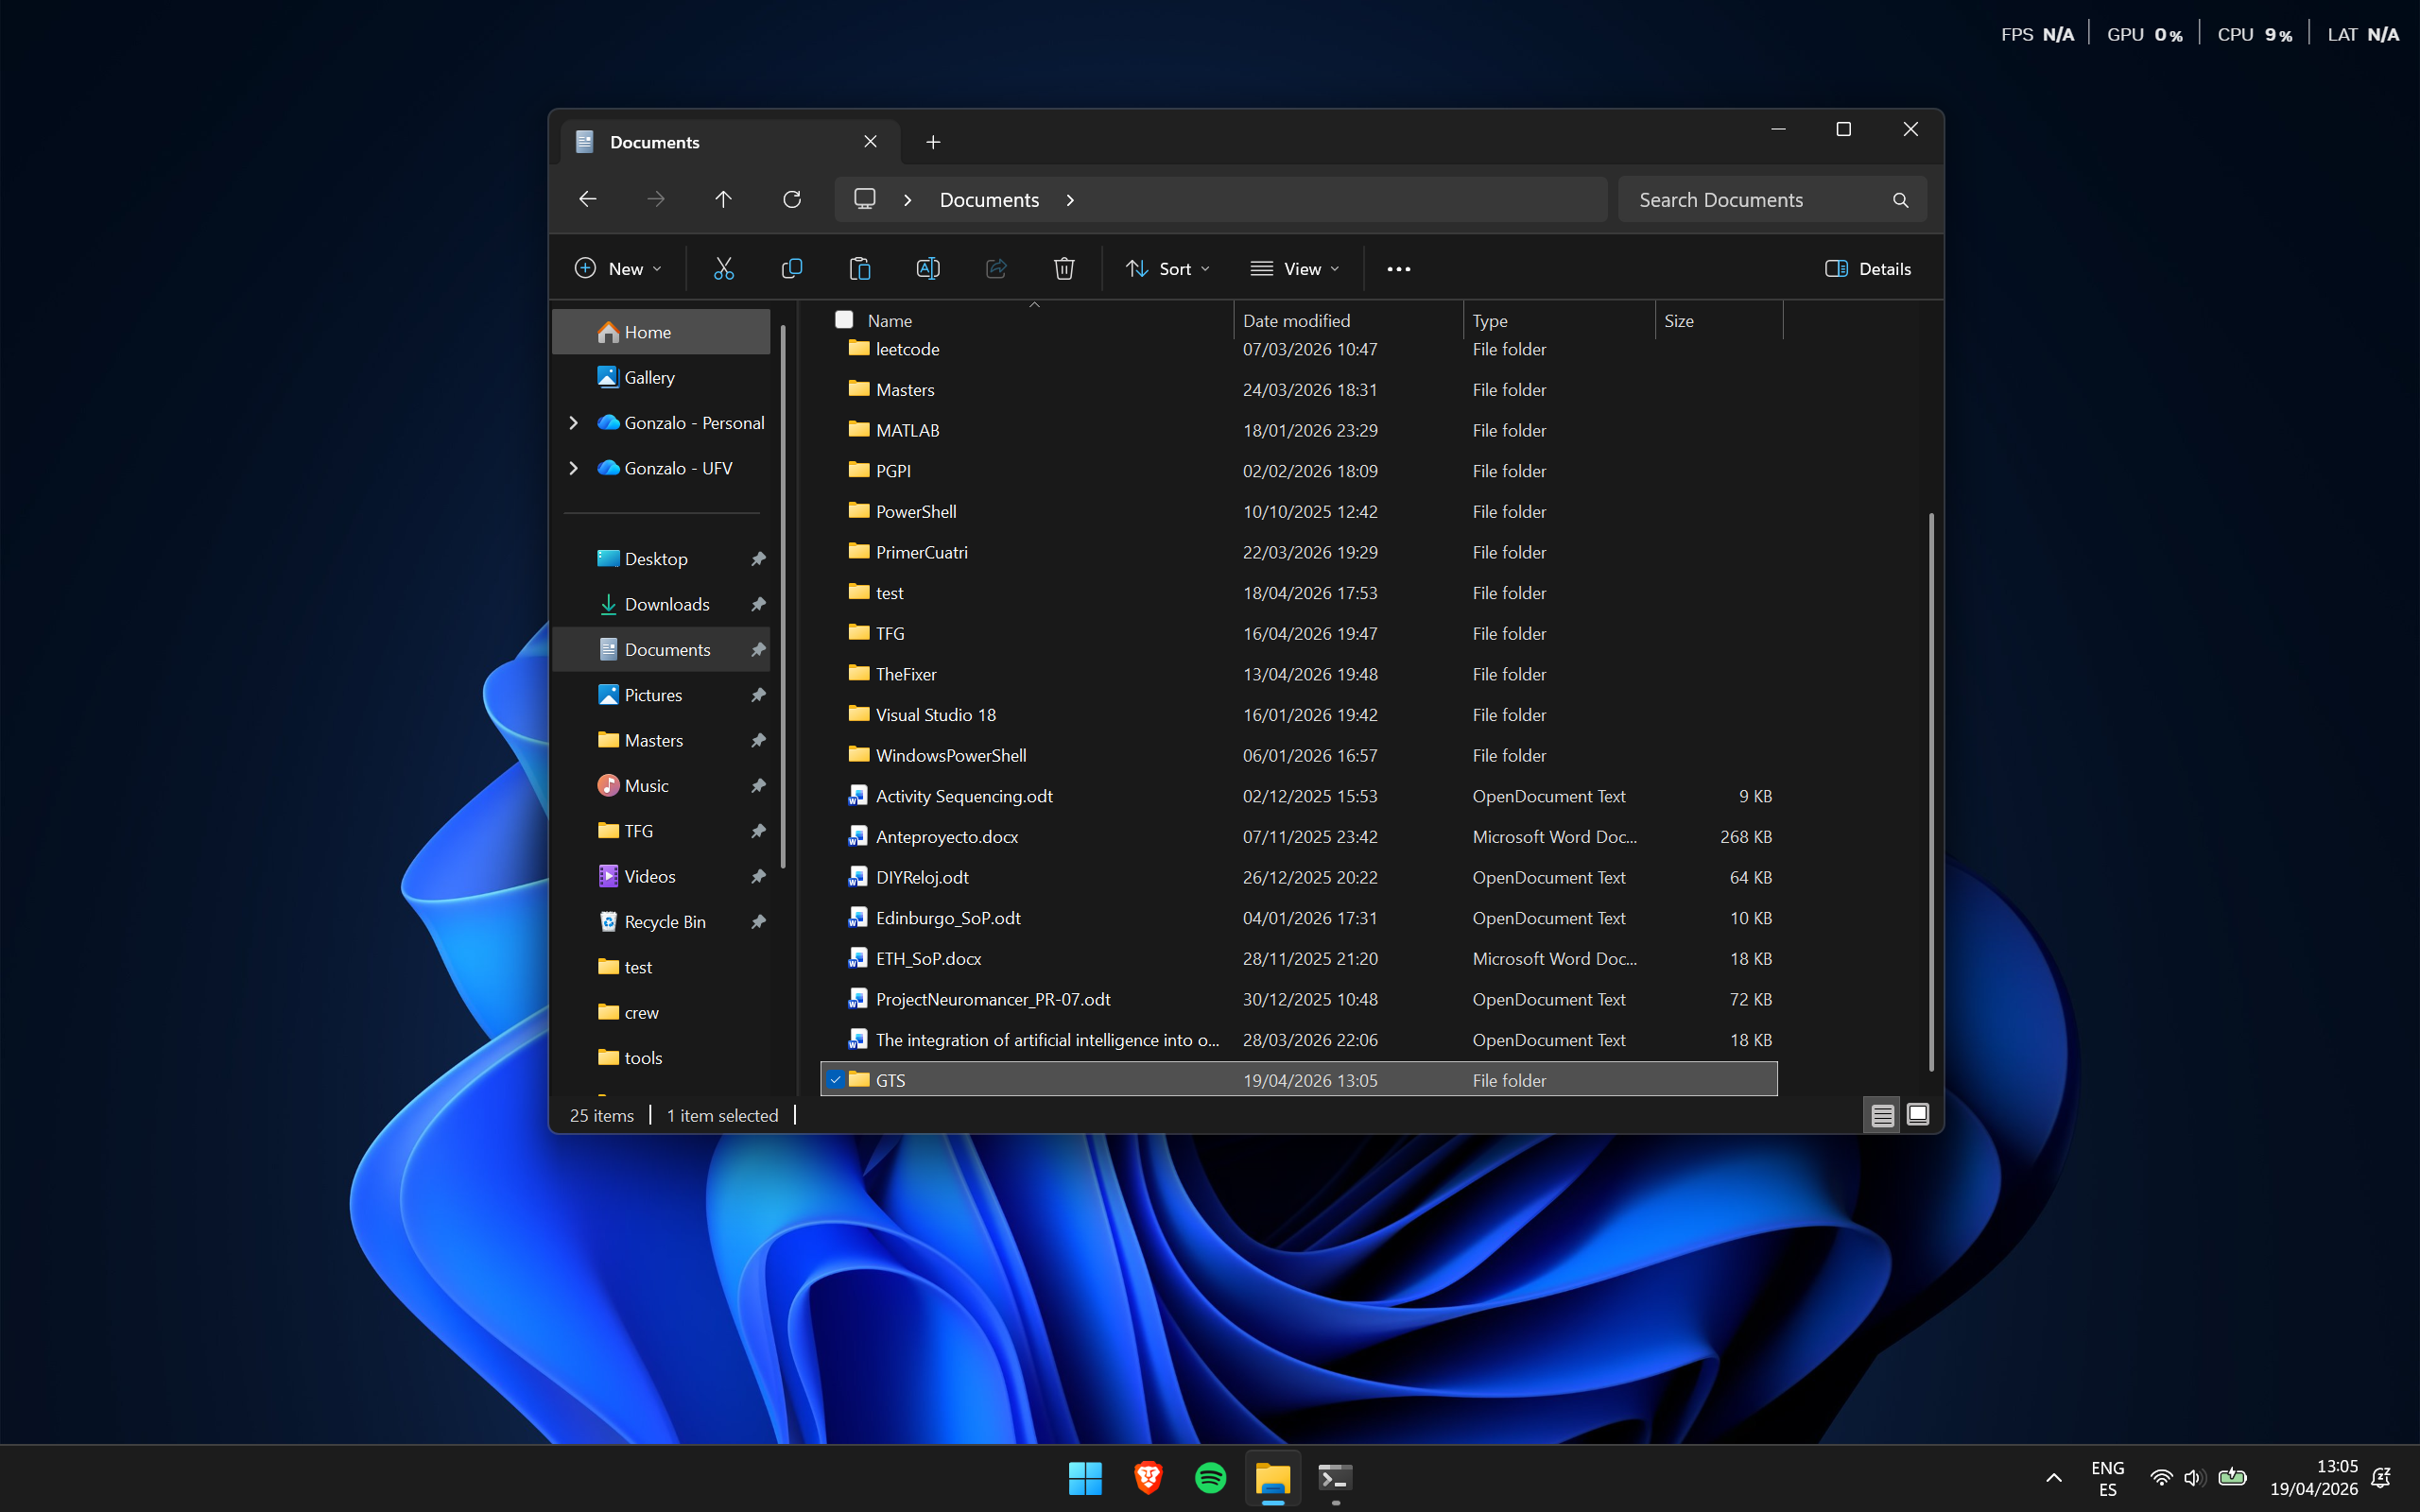 FPS N/A GPU 0% CPU 9% LAT N/A
Documents
Documents
Search Documents
New
Sort
View
Details
Name Date modified Type Size
Home
Gallery
Gonzalo - Personal
Gonzalo - UFV
Desktop
Downloads
Documents
Pictures
Masters
Music
TFG
Videos
Recycle Bin
test
crew
tools
leetcode 07/03/2026 10:47 File folder
Masters 24/03/2026 18:31 File folder
MATLAB 18/01/2026 23:29 File folder
PGPI 02/02/2026 18:09 File folder
PowerShell 10/10/2025 12:42 File folder
PrimerCuatri 22/03/2026 19:29 File folder
test 18/04/2026 17:53 File folder
TFG 16/04/2026 19:47 File folder
TheFixer 13/04/2026 19:48 File folder
Visual Studio 18 16/01/2026 19:42 File folder
WindowsPowerShell 06/01/2026 16:57 File folder
Activity Sequencing.odt 02/12/2025 15:53 OpenDocument Text 9 KB
Anteproyecto.docx 07/11/2025 23:42 Microsoft Word Doc... 268 KB
DIYReloj.odt 26/12/2025 20:22 OpenDocument Text 64 KB
Edinburgo_SoP.odt 04/01/2026 17:31 OpenDocument Text 10 KB
ETH_SoP.docx 28/11/2025 21:20 Microsoft Word Doc... 18 KB
ProjectNeuromancer_PR-07.odt 30/12/2025 10:48 OpenDocument Text 72 KB
The integration of artificial intelligence into o... 28/03/2026 22:06 OpenDocument Text 18 KB
GTS 19/04/2026 13:05 File folder
25 items 1 item selected
ENG
ES
13:05
19/04/2026